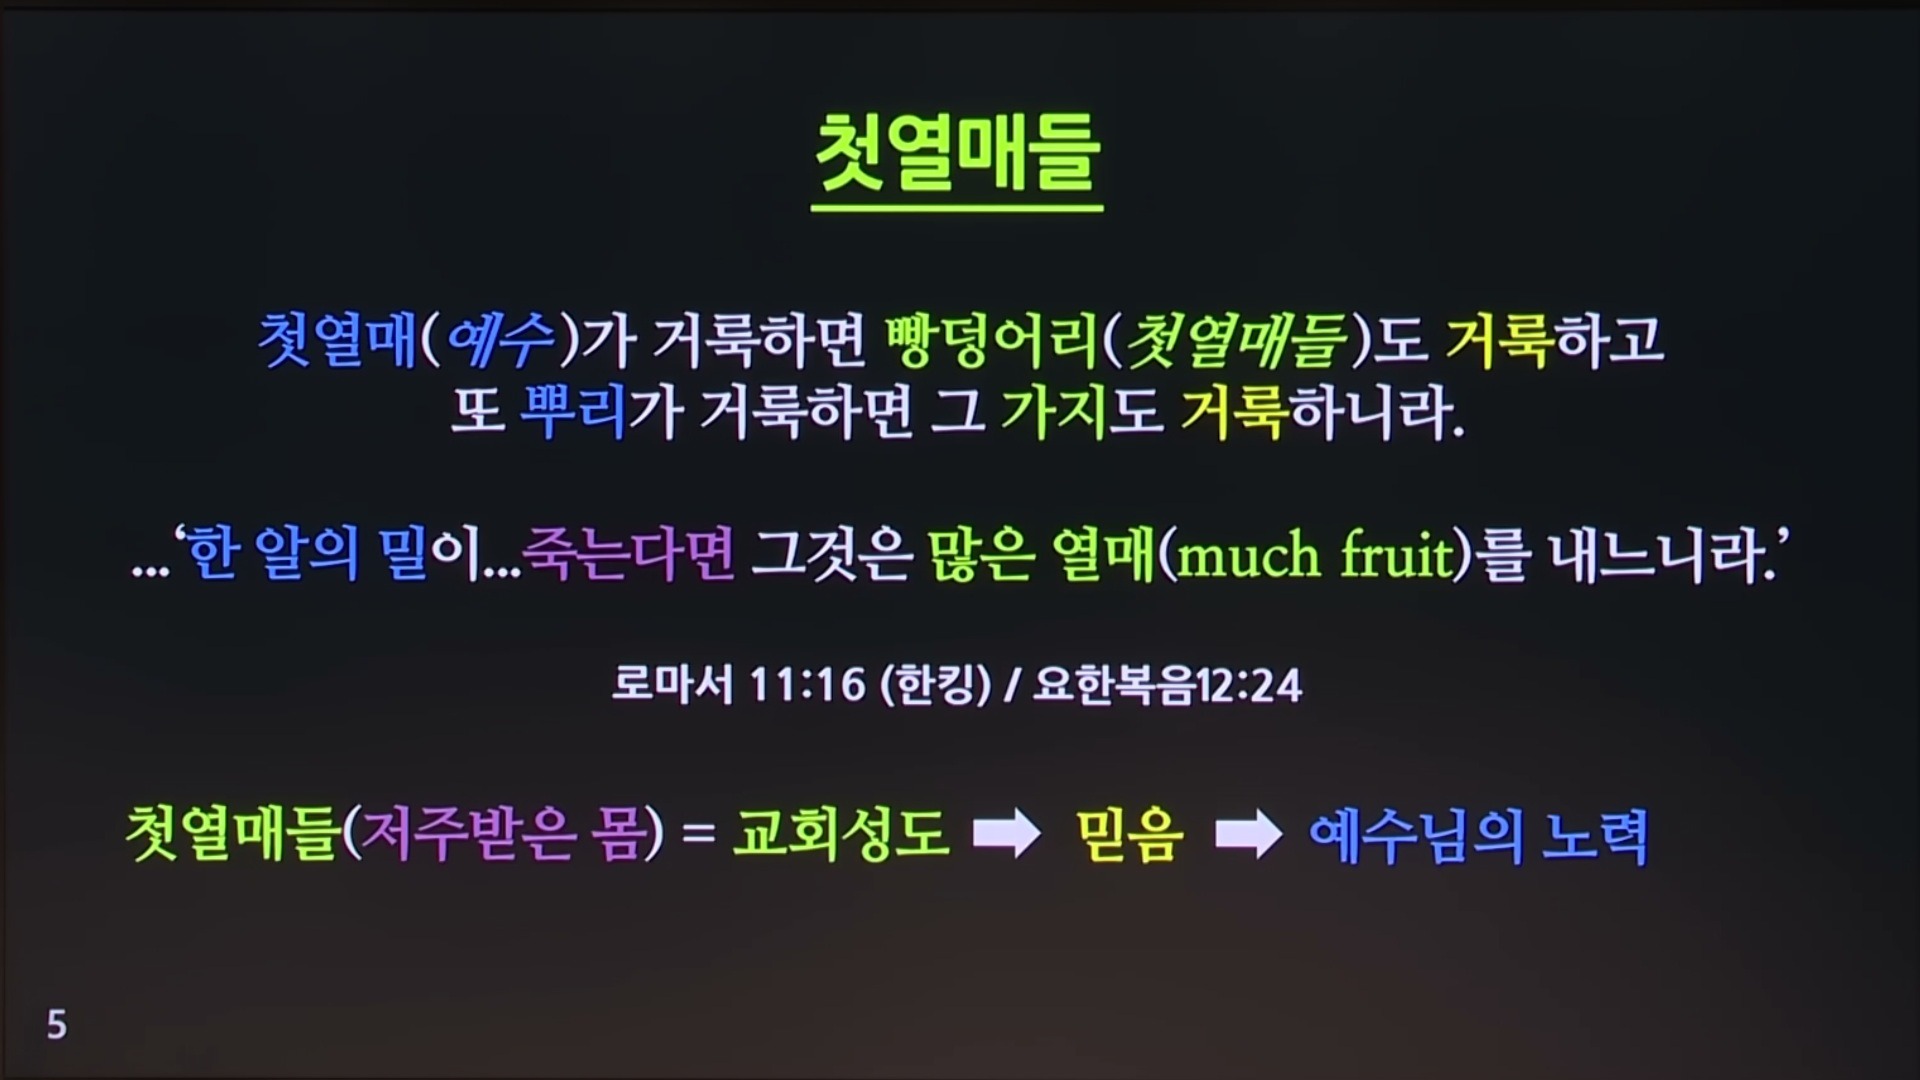 첫열매들
첫열매(예수)가 거룩하면 빵덩어리(첫열매들)도 거룩하고
또 뿌리가 거룩하면 그 가지도 거룩하니라.
...‘한 알의 밀이...죽는다면 그것은 많은 열매(much fruit)를 내느니라.’
로마서 11:16 (한킹) / 요한복음12:24
첫열매들(저주받은 몸) = 교회성도 ➡ 믿음 ➡ 예수님의 노력
5